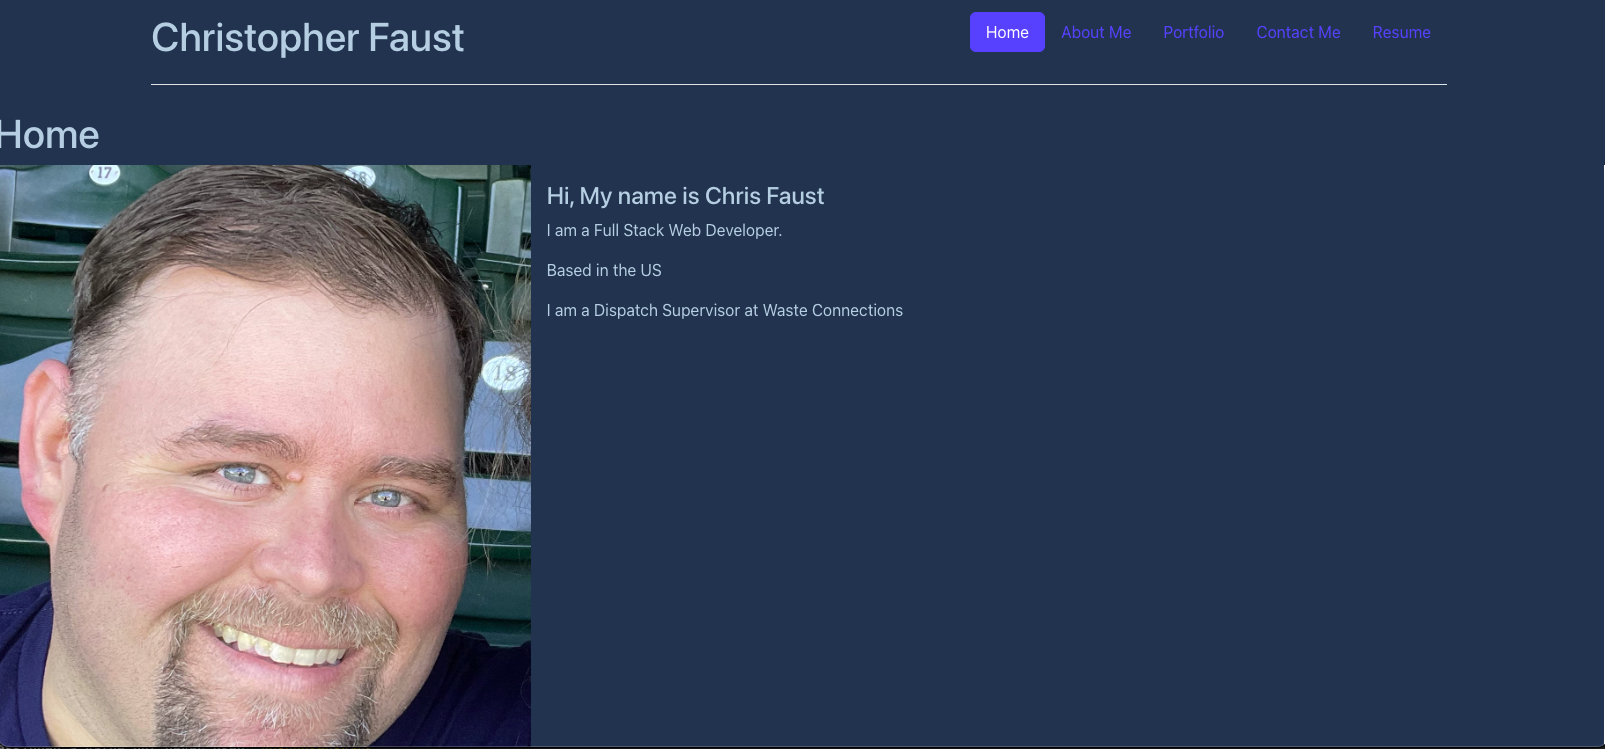 Christopher Faust
Home About Me Portfolio Contact Me Resume
Home
17
18
Hi, My name is Chris Faust
I am a Full Stack Web Developer.
Based in the US
I am a Dispatch Supervisor at Waste Connections
18